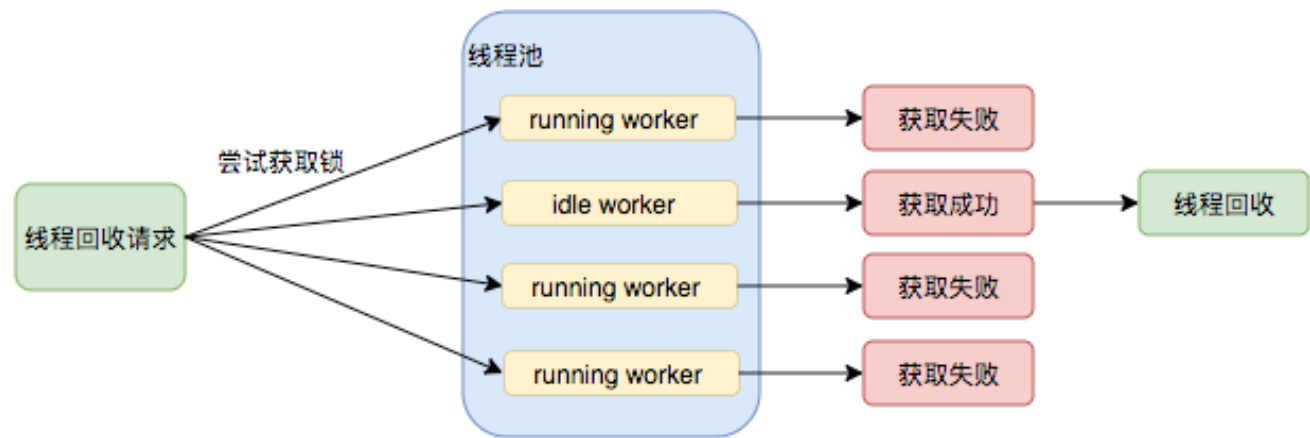 线程池
running worker
获取失败
尝试获取锁
idle worker
获取成功
线程回收
线程回收请求
running worker
获取失败
running worker
获取失败